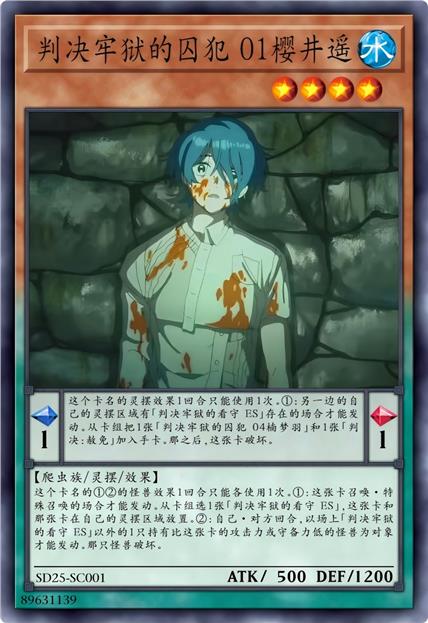 判决牢狱的囚犯 01樱井遥
水
这个卡名的灵摆效果1回合只能使用1次。①：另一边的自
己的灵摆区域有「判决牢狱的看守 ES」存在的场合才能发
动。从卡组把1张「判决牢狱的囚犯 04楠梦羽」和1张「判
决：赦免」加入手卡。那之后，这张卡破坏。
1
1
【爬虫族/灵摆/效果】
这个卡名的①②的怪兽效果1回合只能各使用1次。①：这张卡召唤・特
殊召唤的场合才能发动。从卡组选1张「判决牢狱的看守 ES」，这张卡和
那张卡在自己的灵摆区域放置。②：自己・对方回合，以场上「判决牢狱
的看守 ES」以外的1只持有比这张卡的攻击力或守备力低的怪兽为对象
才能发动。那只怪兽破坏。
SD25-SC001
ATK/ 500 DEF/1200
89631139